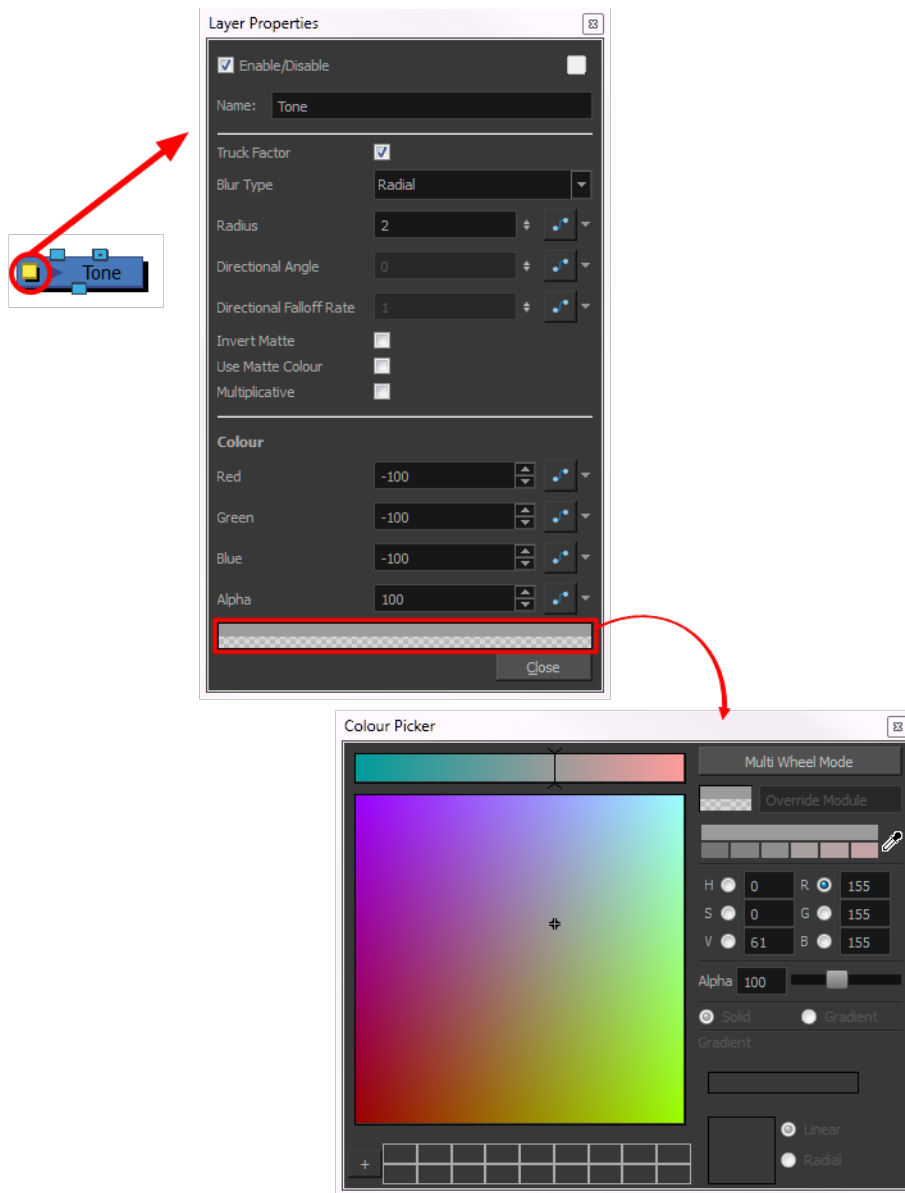 Layer Properties
Enable/Disable
Name: Tone
Truck Factor
Blur Type Radial
Radius 2
Tone
Directional Angle 0
Directional Falloff Rate 1
Invert Matte
Use Matte Colour
Multiplicative
Colour
Red -100
Green -100
Blue -100
Alpha 100
Close
Colour Picker
Multi Wheel Mode
Override Module
H 0 R 155
S 0 G 155
V 61 B 155
Alpha 100
Solid Gradient
Gradient
Linear
+
Radial